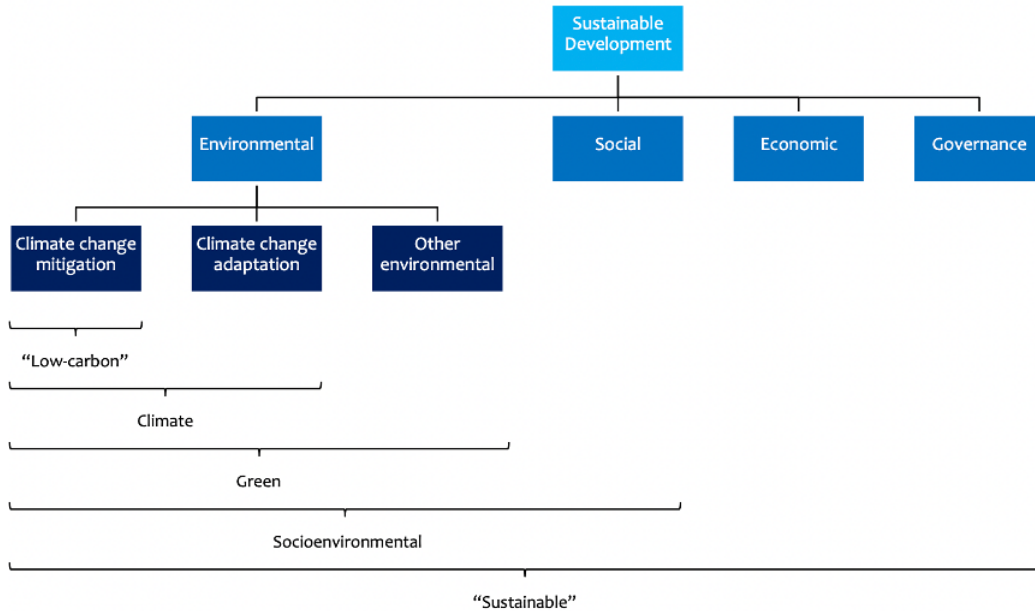 Sustainable
Development
Environmental
Social
Economic
Governance
Climate change
mitigation
Climate change
adaptation
Other
environmental
“Low-carbon”
Climate
Green
Socioenvironmental
“Sustainable”